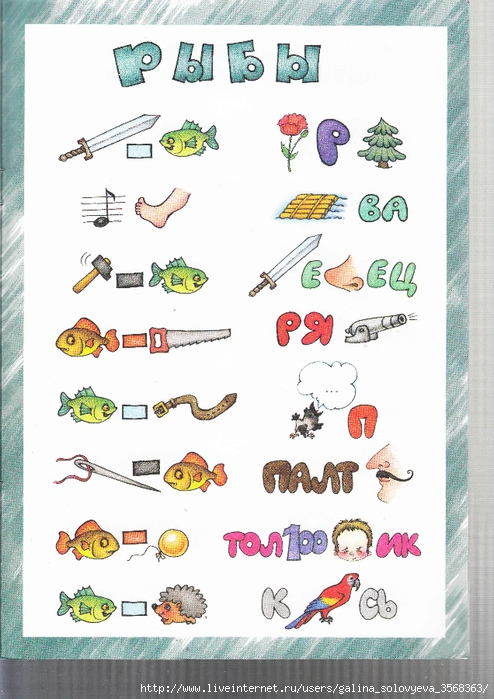 РЫБЫ
Р
ВА
Е ЕЦ
РЯ
...
П
ПАЛТ
ТОЛ100 ИК
К СЬ
http://www.liveinternet.ru/users/galina_solovyeva_3568363/